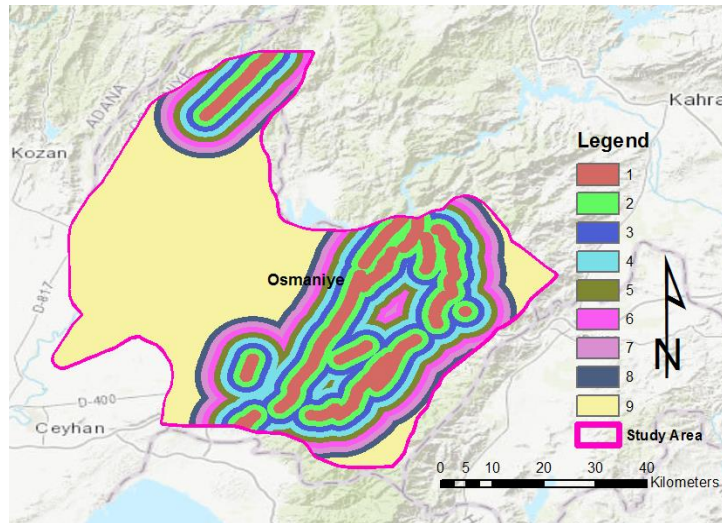 ADANA
Kozan
Kahra
Legend
1
2
3
4
5
6
7
8
9
Study Area
Osmaniye
D-817
D-400
Ceyhan
N
0 5 10 20 30 40
Kilometers